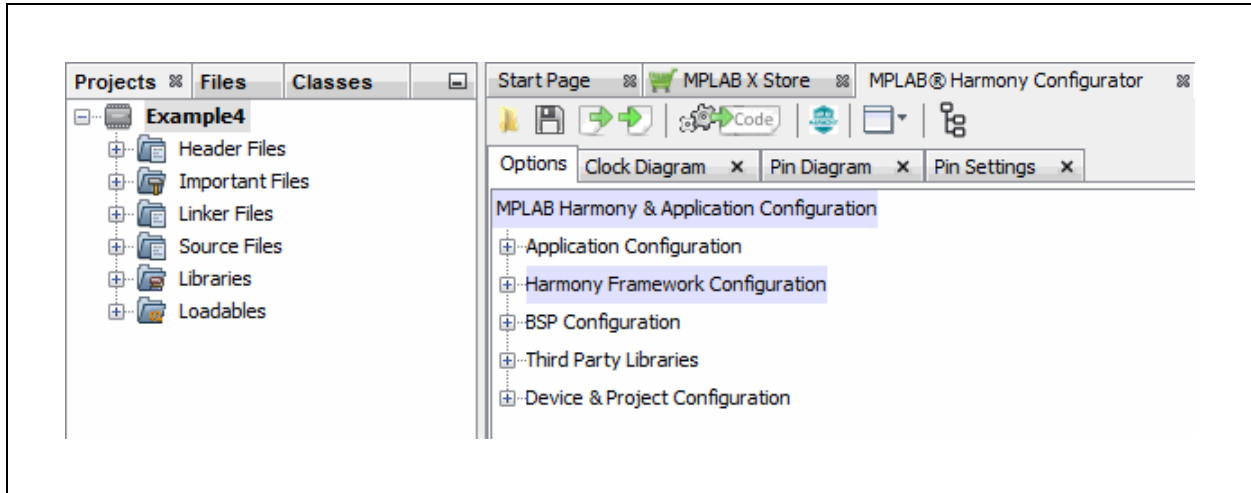 Projects Files Classes
Example4
Header Files
Important Files
Linker Files
Source Files
Libraries
Loadables
Start Page MPLAB X Store MPLAB® Harmony Configurator
Code
Options Clock Diagram Pin Diagram Pin Settings
MPLAB Harmony & Application Configuration
Application Configuration
Harmony Framework Configuration
BSP Configuration
Third Party Libraries
Device & Project Configuration